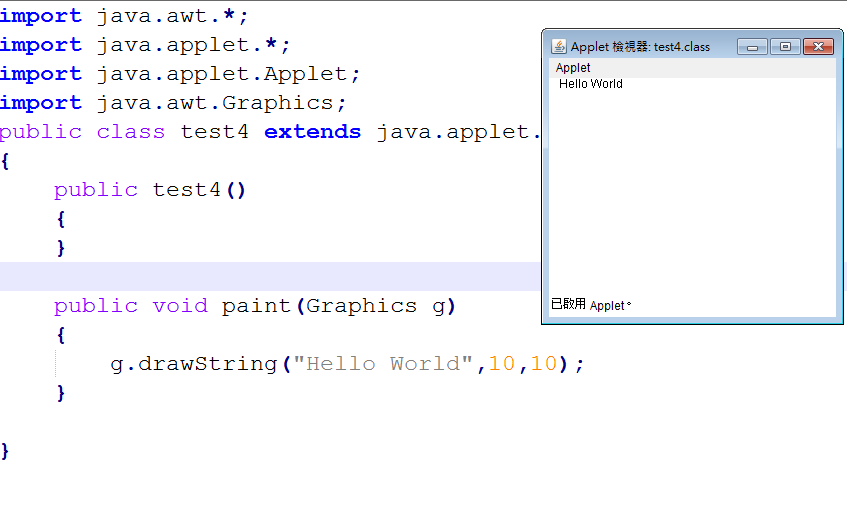 import java.awt.*;
import java.applet.*;
import java.applet.Applet;
import java.awt.Graphics;
public class test4 extends java.applet.
{
public test4()
{
}
public void paint(Graphics g)
{
g.drawString("Hello World",10,10);
}
}
Applet 檢視器: test4.class
Applet
Hello World
已啟用 Applet。